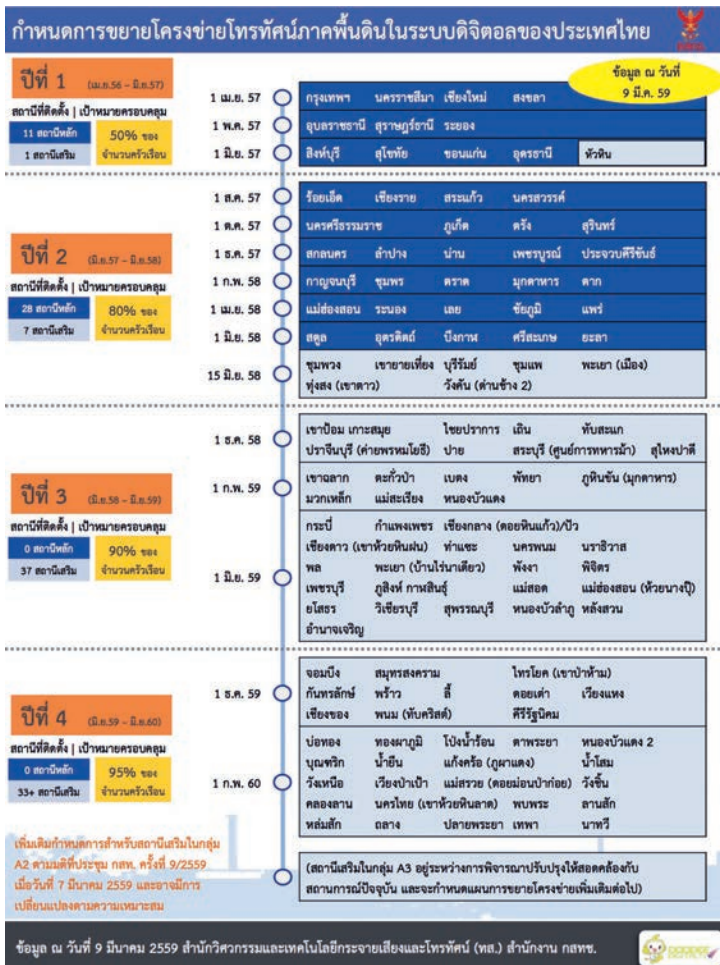 กำหนดการขยายโครงข่ายโทรทัศน์ภาคพื้นดินในระบบดิจิตอลของประเทศไทย
ข้อมูล ณ วันที่
9 มี.ค. 59
ปีที่ 1 (เม.ย.56 – มิ.ย.57)
สถานีที่ติดตั้ง | เป้าหมายครอบคลุม
11 สถานีหลัก
1 สถานีเสริม
50% ของ
จำนวนครัวเรือน
1 เม.ย. 57
กรุงเทพฯ นครราชสีมา เชียงใหม่ สงขลา
1 พ.ค. 57
อุบลราชธานี สุราษฎร์ธานี ระยอง
1 มิ.ย. 57
สิงห์บุรี สุโขทัย ขอนแก่น อุดรธานี หัวหิน
ปีที่ 2 (มิ.ย.57 – มิ.ย.58)
สถานีที่ติดตั้ง | เป้าหมายครอบคลุม
28 สถานีหลัก
7 สถานีเสริม
80% ของ
จำนวนครัวเรือน
1 ส.ค. 57
ร้อยเอ็ด เชียงราย สระแก้ว นครสวรรค์
1 ต.ค. 57
นครศรีธรรมราช ภูเก็ต ตรัง สุรินทร์
1 ธ.ค. 57
สกลนคร ลำปาง น่าน เพชรบูรณ์ ประจวบคีรีขันธ์
1 ก.พ. 58
กาญจนบุรี ชุมพร ตราด มุกดาหาร ตาก
1 เม.ย. 58
แม่ฮ่องสอน ระนอง เลย ชัยภูมิ แพร่
1 มิ.ย. 58
สตูล อุตรดิตถ์ บึงกาฬ ศรีสะเกษ ยะลา
15 มิ.ย. 58
ชุมพวง เขายายเที่ยง บุรีรัมย์ ชุมแพ พะเยา (เมือง)
ทุ่งสง (เขาดาว) วังคัน (ด่านช้าง 2)
ปีที่ 3 (มิ.ย.58 – มิ.ย.59)
สถานีที่ติดตั้ง | เป้าหมายครอบคลุม
0 สถานีหลัก
37 สถานีเสริม
90% ของ
จำนวนครัวเรือน
1 ธ.ค. 58
เขาป้อม เกาะสมุย ไชยปราการ เถิน ทับสะแก
ปราจีนบุรี (ค่ายพรหมโยธี) ปาย สระบุรี (ศูนย์การทหารม้า) สุไหงปาดี
1 ก.พ. 59
เขาฉลาก ตะกั่วป่า เบตง พัทยา ภูหินขัน (มุกดาหาร)
มวกเหล็ก แม่สะเรียง หนองบัวแดง
1 มิ.ย. 59
กระบี่ กำแพงเพชร เชียงกลาง (ดอยหินแก้ว)/ปัว
เชียงดาว (เขาห้วยหินฝน) ท่าแซะ นครพนม นราธิวาส
พล พะเยา (บ้านไร่นาเดียว) พังงา พิจิตร
เพชรบุรี ภูสิงห์ กาฬสินธุ์ แม่สอด แม่ฮ่องสอน (ห้วยนางปุ๊)
ยโสธร วิเชียรบุรี สุพรรณบุรี หนองบัวลำภู หลังสวน
อำนาจเจริญ
ปีที่ 4 (มิ.ย.59 – มิ.ย.60)
สถานีที่ติดตั้ง | เป้าหมายครอบคลุม
0 สถานีหลัก
33+ สถานีเสริม
95% ของ
จำนวนครัวเรือน
1 ธ.ค. 59
จอมบึง สมุทรสงคราม ไทรโยค (เขาป่าห้าม)
กันทรลักษ์ พร้าว ลี้ ดอยเต่า เวียงแหง
เชียงของ พนม (ทับคริสต์) คีรีรัฐนิคม
1 ก.พ. 60
บ่อทอง ทองผาภูมิ โป่งน้ำร้อน ตาพระยา หนองบัวแดง 2
บุณฑริก น้ำยืน แก้งคร้อ (ภูผาแดง) น้ำโสม
วังเหนือ เวียงป่าเป้า แม่สรวย (ดอยม่อนป่าก่อย) วังชิ้น
คลองลาน นครไทย (เขาห้วยหินลาด) พบพระ ลานสัก
หล่มสัก ถลาง ปลายพระยา เทพา นาทวี
เพิ่มเติมกำหนดการสำหรับสถานีเสริมในกลุ่ม
A2 ตามมติที่ประชุม กสท. ครั้งที่ 9/2559
เมื่อวันที่ 7 มีนาคม 2559 และอาจมีการ
เปลี่ยนแปลงตามความเหมาะสม
(สถานีเสริมในกลุ่ม A3 อยู่ระหว่างการพิจารณาปรับปรุงให้สอดคล้องกับ
สถานการณ์ปัจจุบัน และจะกำหนดแผนการขยายโครงข่ายเพิ่มเติมต่อไป)
ข้อมูล ณ วันที่ 9 มีนาคม 2559 สำนักวิศวกรรมและเทคโนโลยีกระจายเสียงและโทรทัศน์ (ทส.) สำนักงาน กสทช.